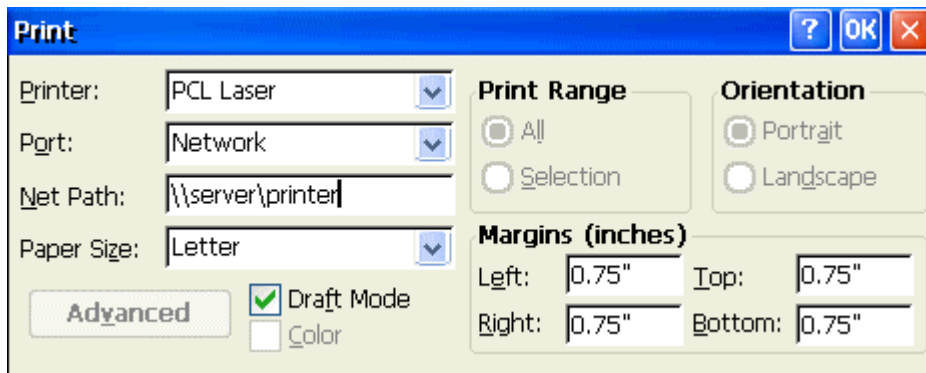 Print ? OK ×
Printer: PCL Laser
Port: Network
Net Path: \\server\printer
Paper Size: Letter
Advanced
Draft Mode
Color
Print Range
All
Selection
Orientation
Portrait
Landscape
Margins (inches)
Left: 0.75" Top: 0.75"
Right: 0.75" Bottom: 0.75"